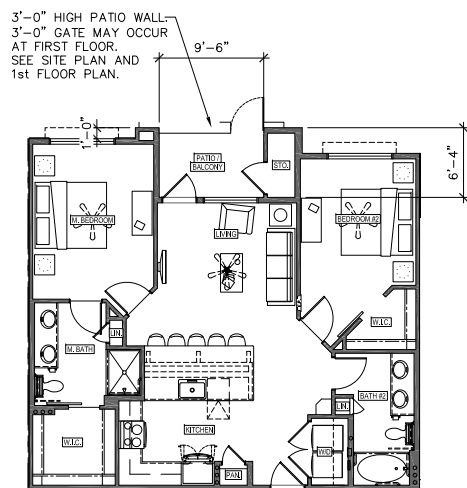 3'-0" HIGH PATIO WALL.
3'-0" GATE MAY OCCUR
AT FIRST FLOOR.
SEE SITE PLAN AND
1st FLOOR PLAN.
9'-6"
1'-0"
6'-4"
PATIO /
BALCONY
STO.
M. BEDROOM
LIVING
BEDROOM #2
W.I.C.
LIN.
M. BATH
BATH #2
LIN.
KITCHEN
W.I.C.
W/D
PAN.